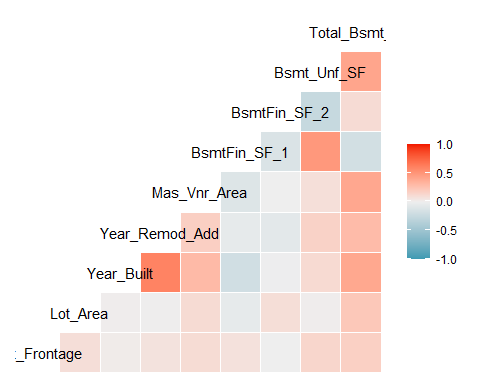 Total_Bsmt_
Bsmt_Unf_SF
BsmtFin_SF_2
BsmtFin_SF_1
Mas_Vnr_Area
Year_Remod_Add
Year_Built
Lot_Area
_Frontage
1.0
0.5
0.0
-0.5
-1.0